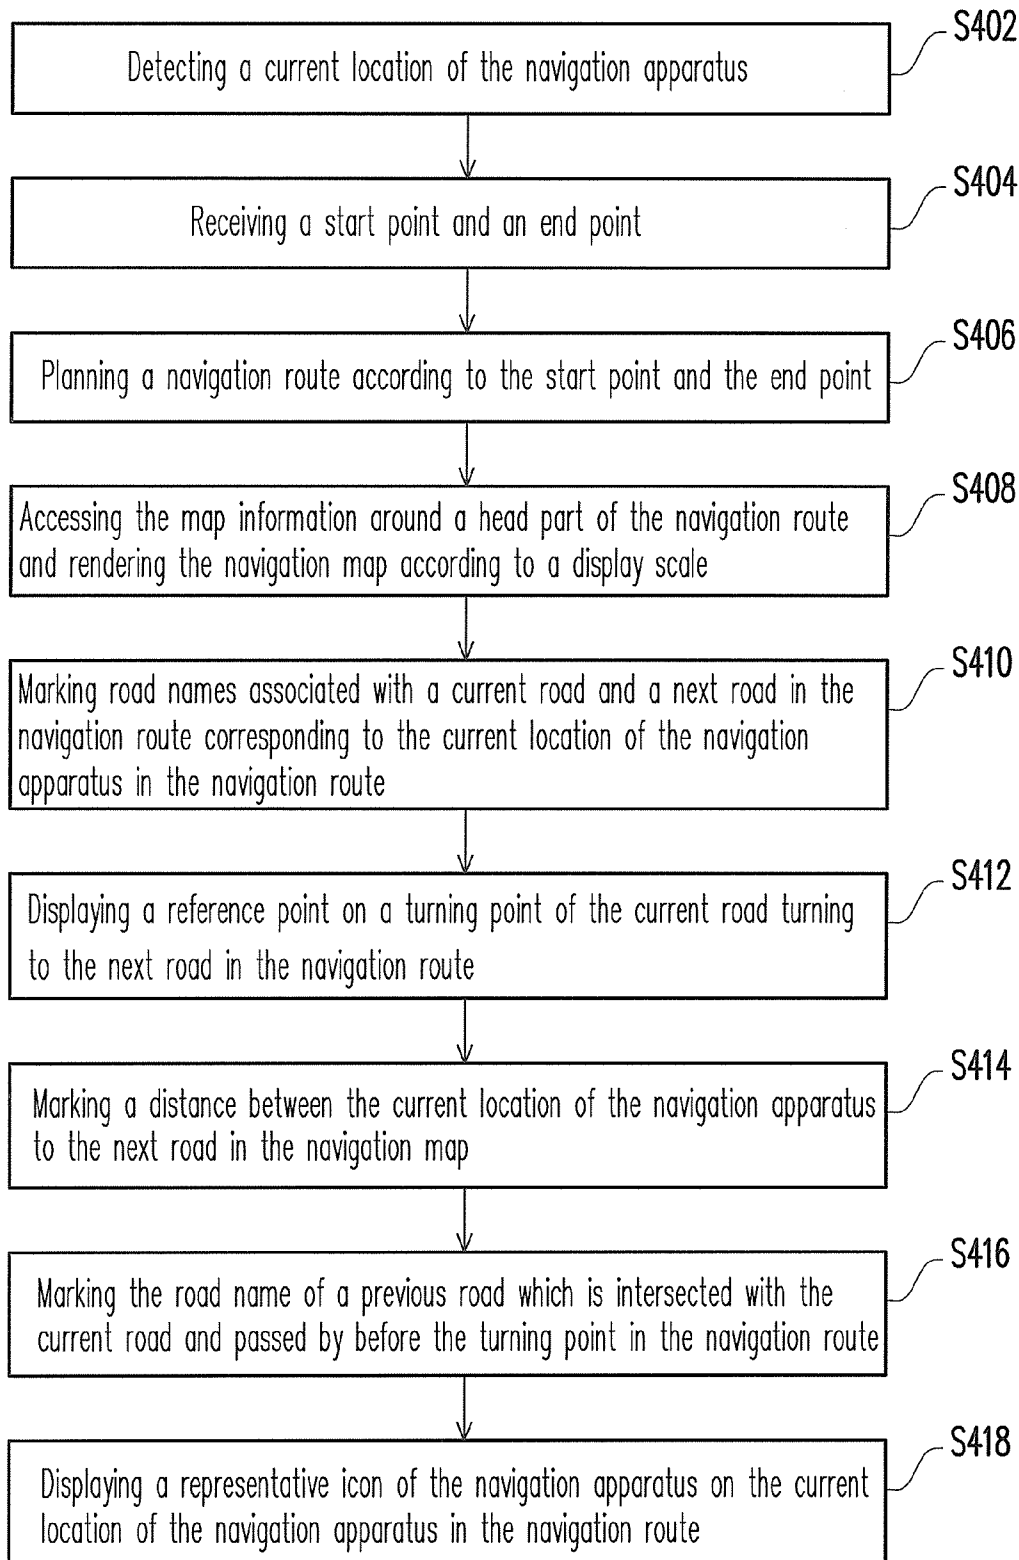 S402
Detecting a current location of the navigation apparatus
S404
Receiving a start point and an end point
S406
Planning a navigation route according to the start point and the end point
S408
Accessing the map information around a head part of the navigation route
and rendering the navigation map according to a display scale
S410
Marking road names associated with a current road and a next road in the
navigation route corresponding to the current location of the navigation
apparatus in the navigation route
S412
Displaying a reference point on a turning point of the current road turning
to the next road in the navigation route
S414
Marking a distance between the current location of the navigation apparatus
to the next road in the navigation map
S416
Marking the road name of a previous road which is intersected with the
current road and passed by before the turning point in the navigation route
S418
Displaying a representative icon of the navigation apparatus on the current
location of the navigation apparatus in the navigation route